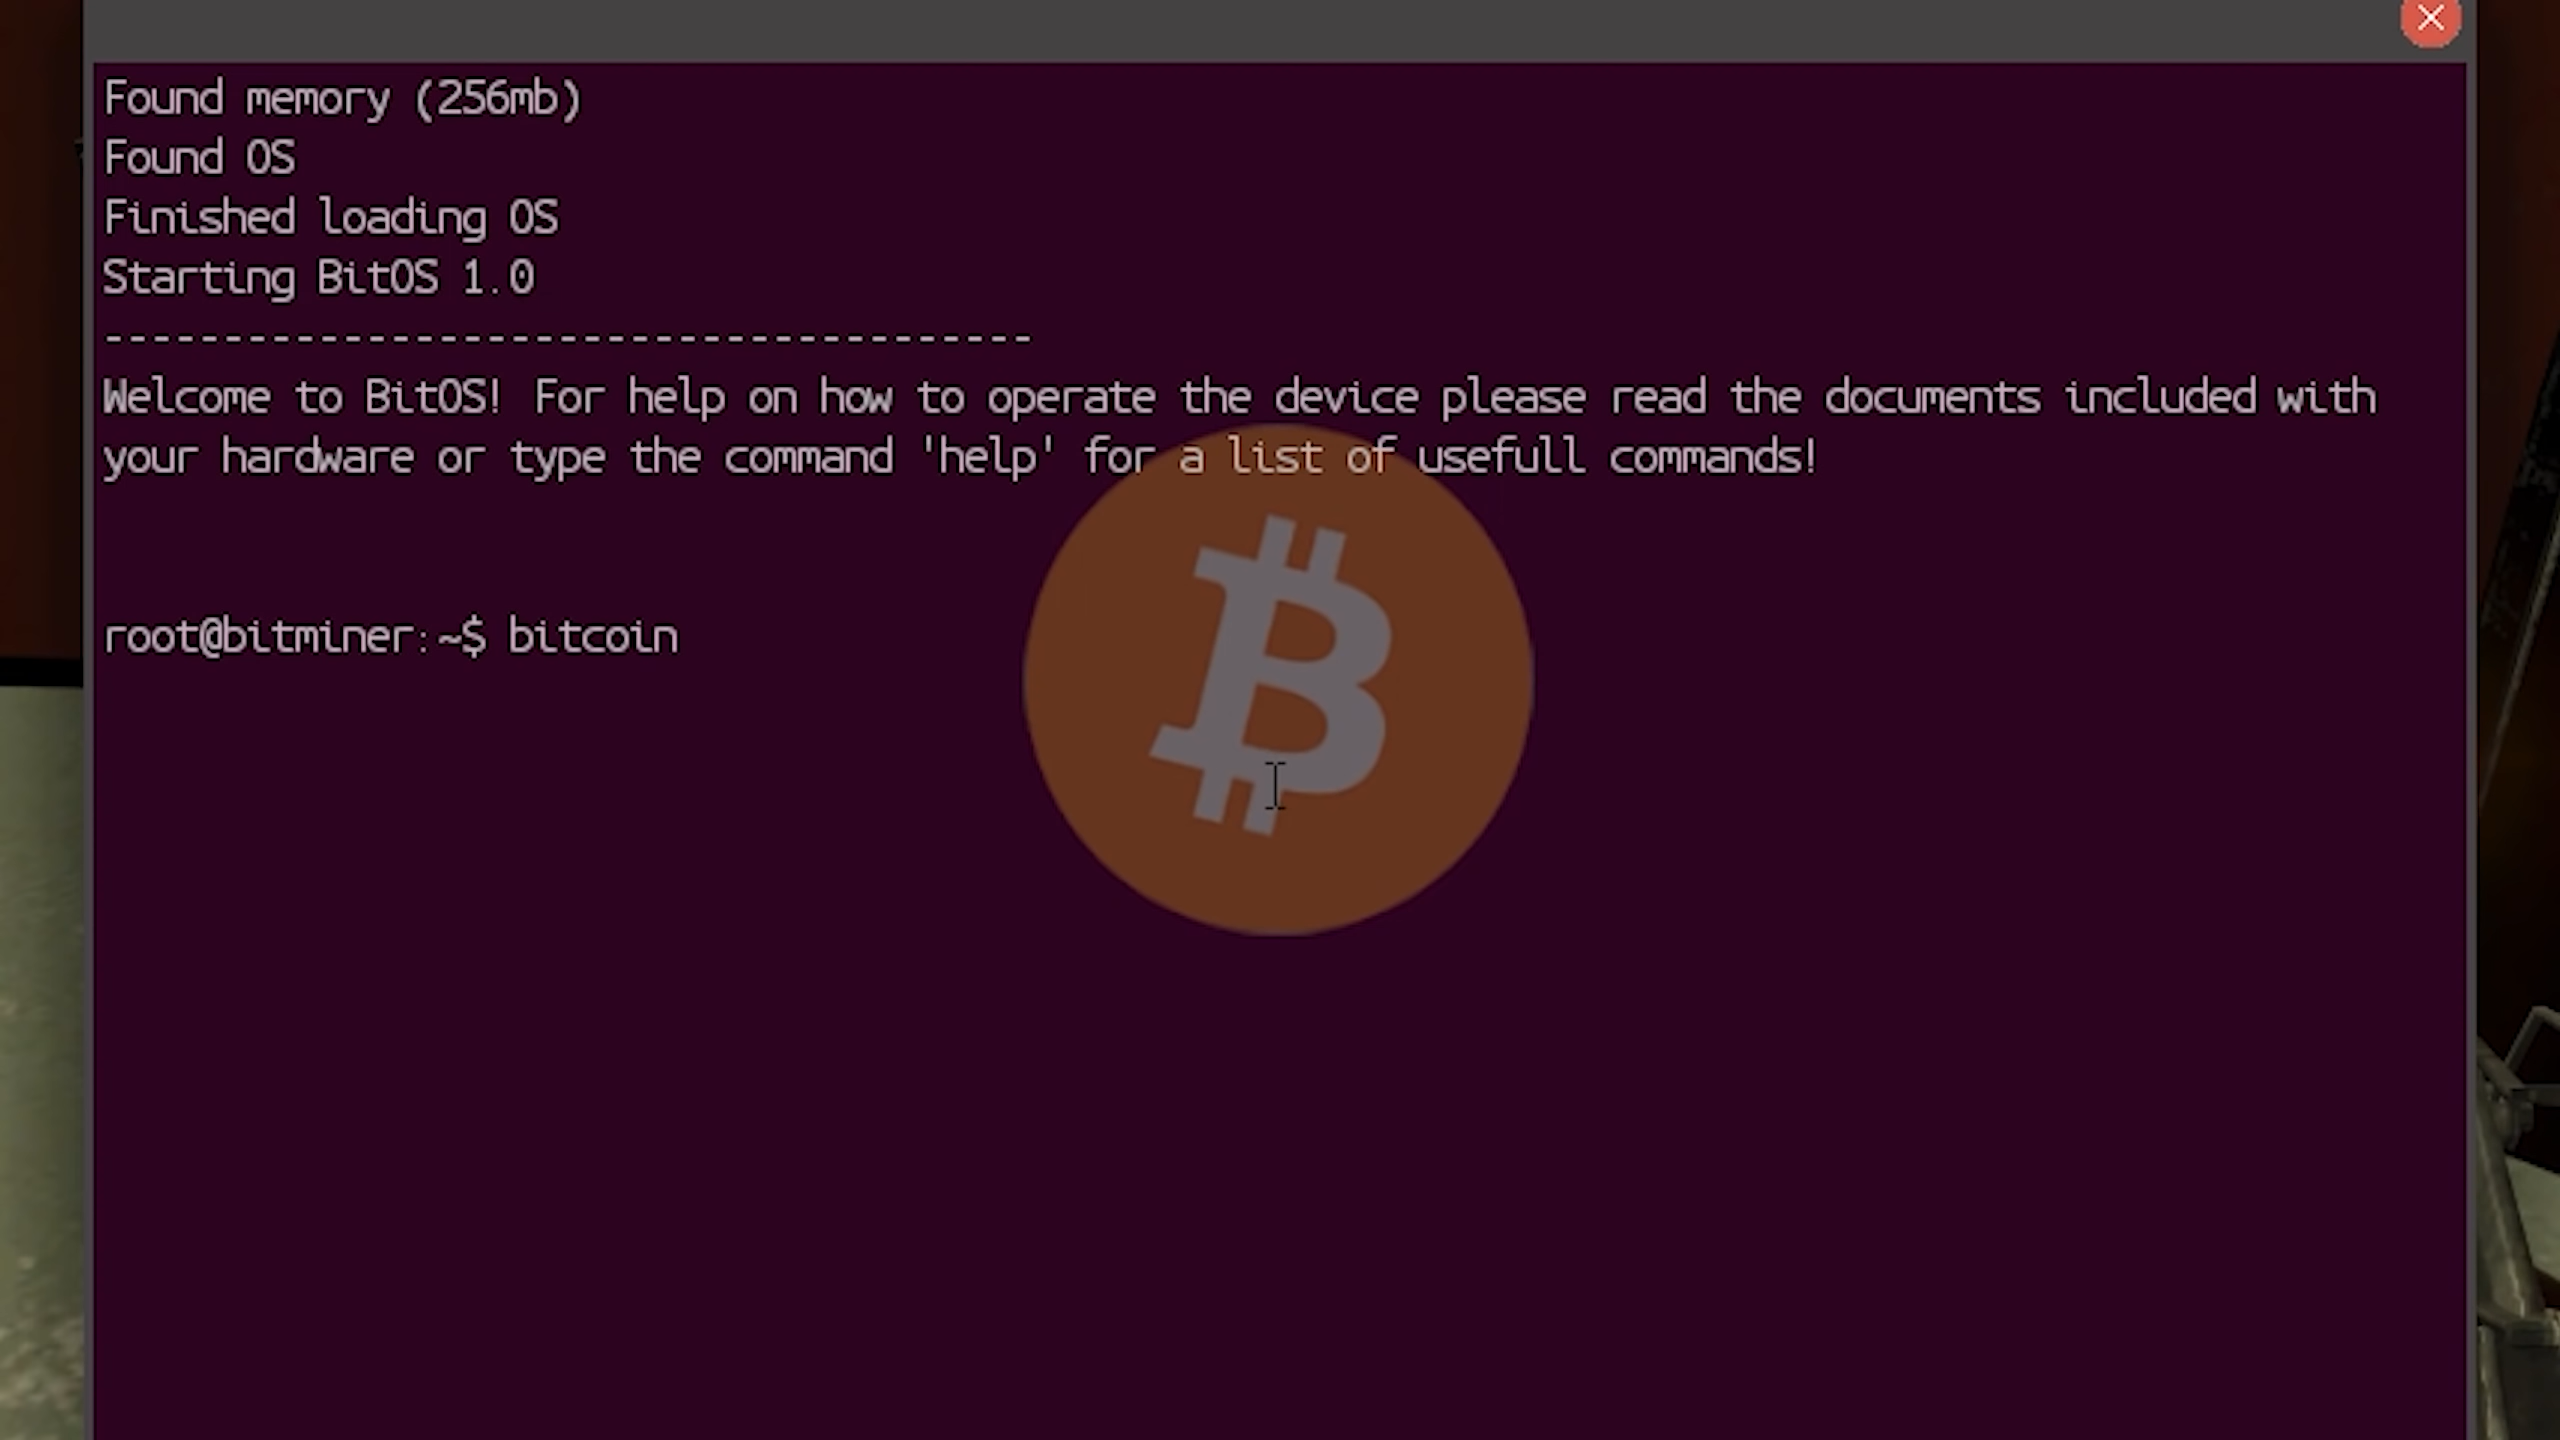 Found memory (256mb)
Found OS
Finished loading OS
Starting BitOS 1.0
---------------------------------------
Welcome to BitOS! For help on how to operate the device please read the documents included with
your hardware or type the command 'help' for a list of usefull commands!
root@bitminer:~$ bitcoin